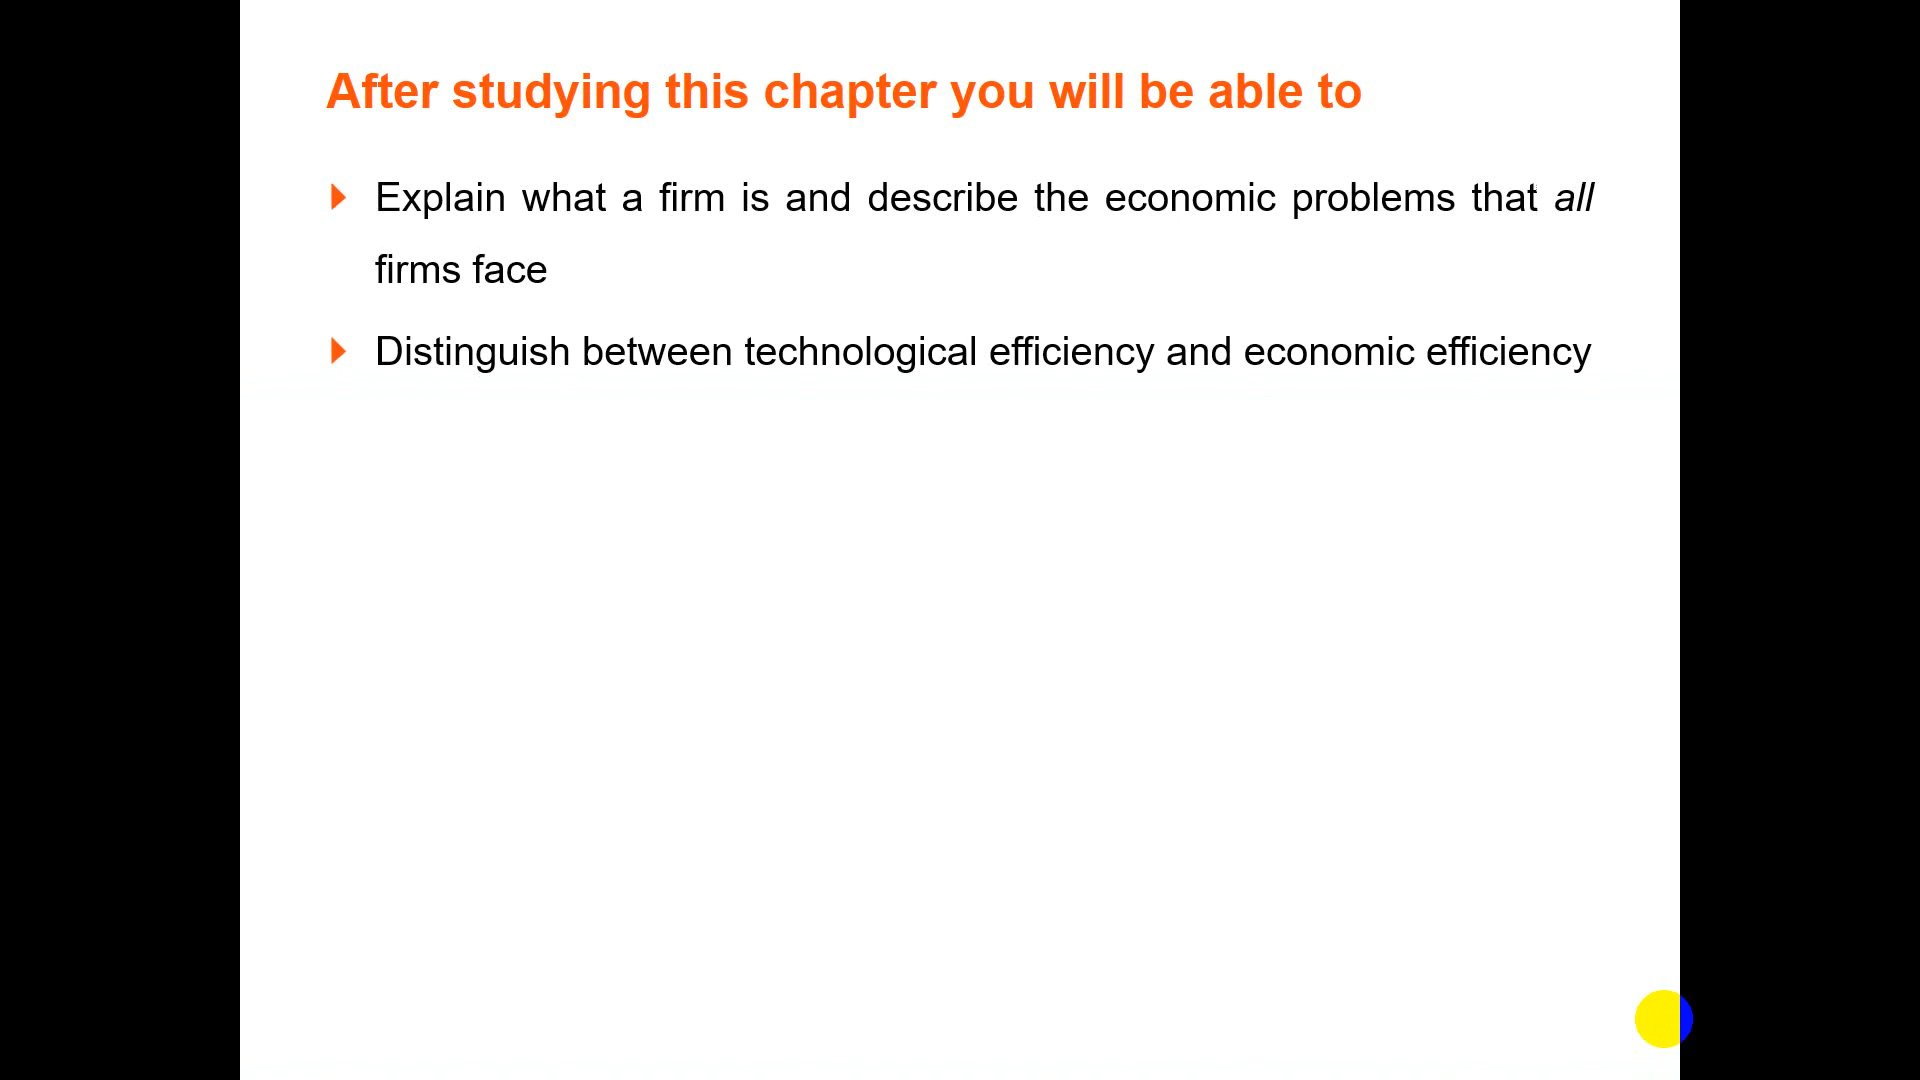 After studying this chapter you will be able to
Explain what a firm is and describe the economic problems that all
firms face
Distinguish between technological efficiency and economic efficiency